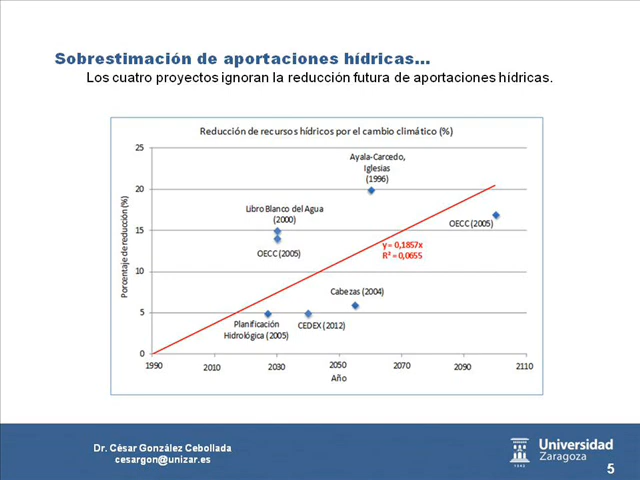 Sobrestimación de aportaciones hídricas...
Los cuatro proyectos ignoran la reducción futura de aportaciones hídricas.
Reducción de recursos hídricos por el cambio climático (%)
Porcentaje de reducción (%)
25
20
15
10
5
0
Ayala-Carcedo,
Iglesias
(1996)
Libro Blanco del Agua
(2000)
OECC (2005)
OECC (2005)
y = 0,1857x
R² = 0,0655
Cabezas (2004)
Planificación
Hidrológica (2005)
CEDEX (2012)
1990 2010 2030 2050 2070 2090 2110
Año
Dr. César González Cebollada
cesargon@unizar.es
Universidad
Zaragoza
1542
5